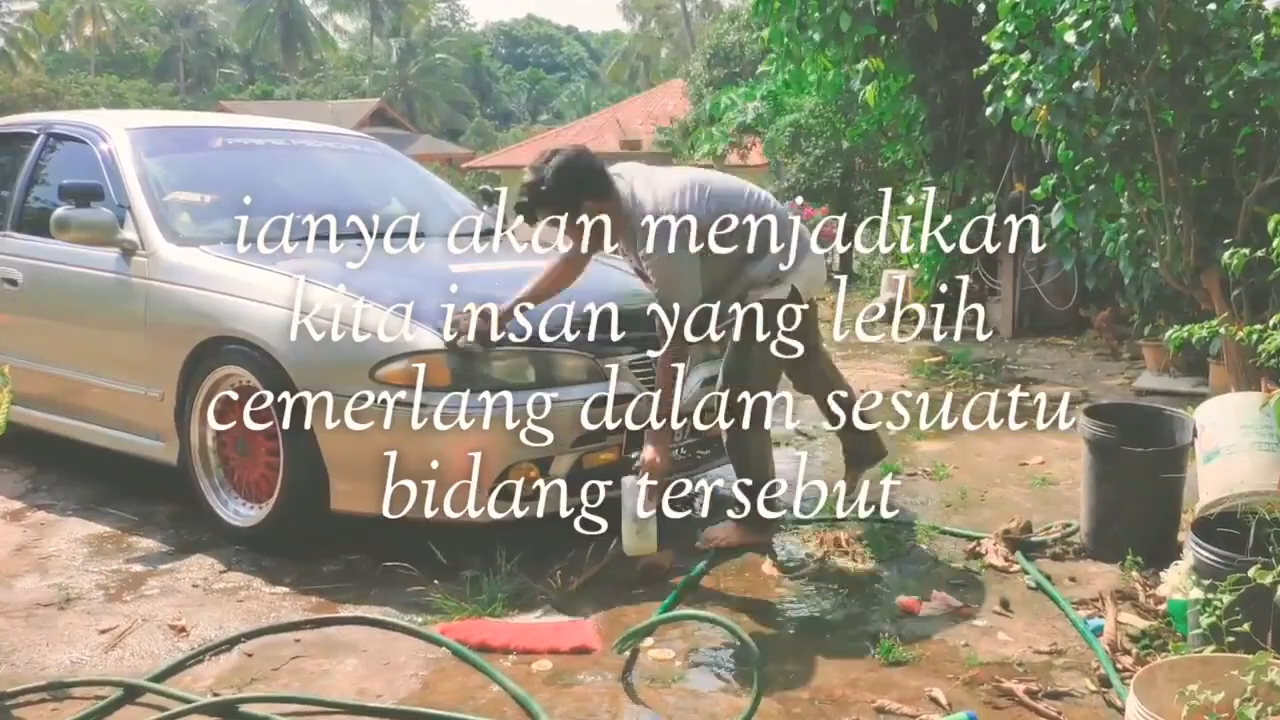 ianya akan menjadikan
kita insan yang lebih
cemerlang dalam sesuatu
bidang tersebut